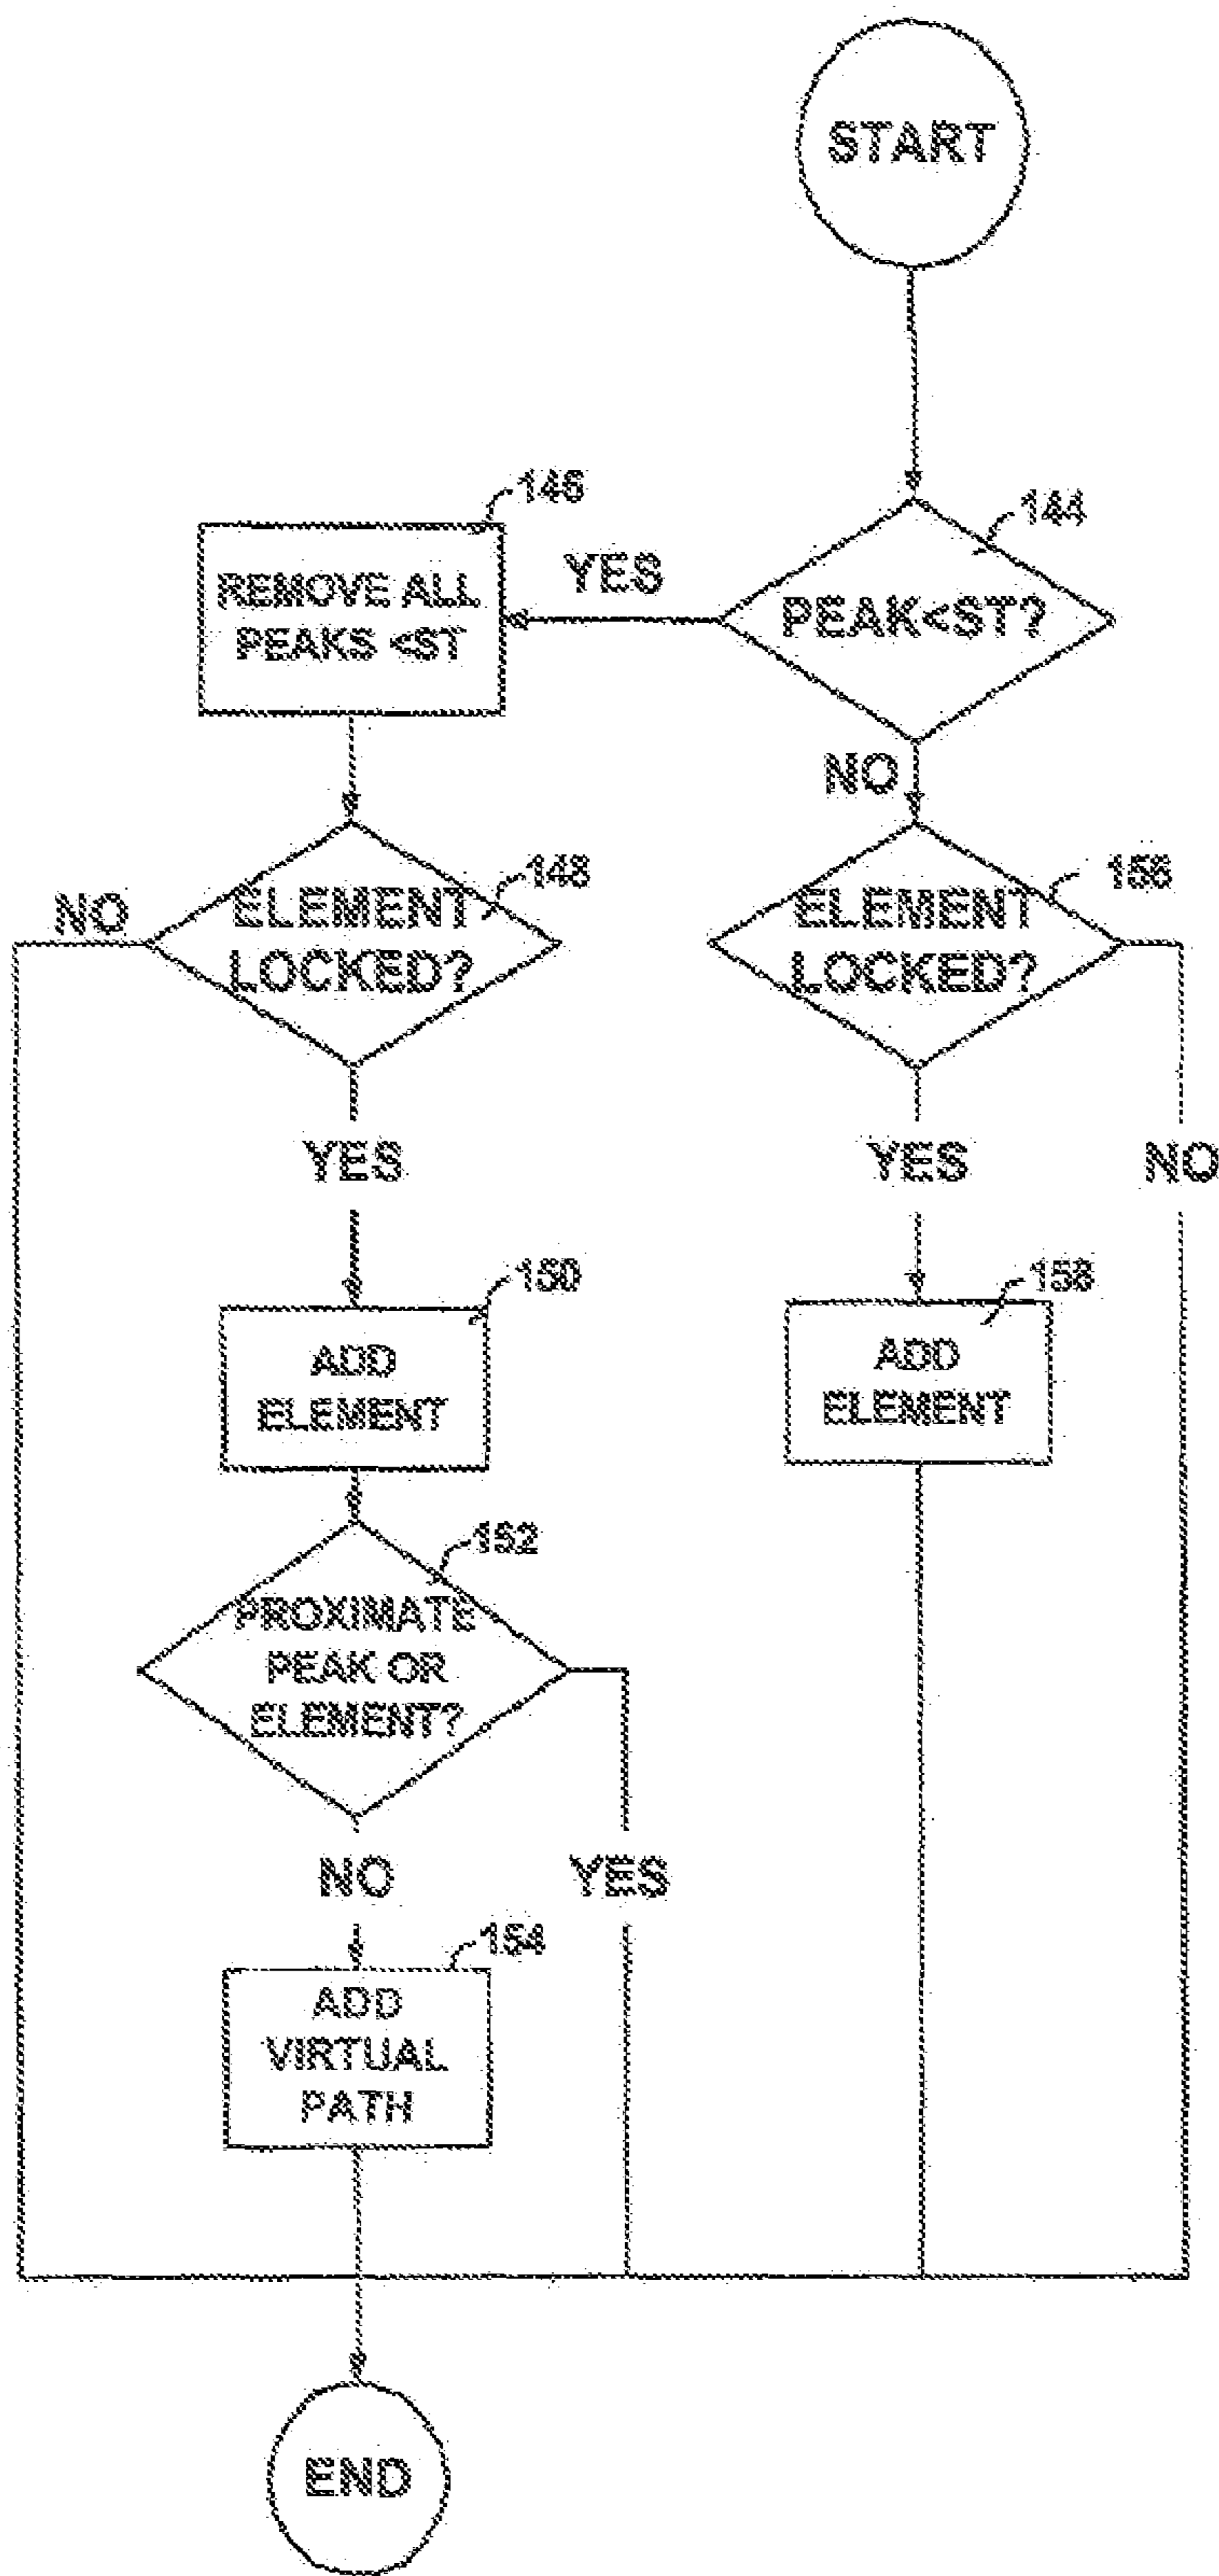 START
144
PEAK<ST?
YES
146
REMOVE ALL
PEAKS <ST
NO
148
ELEMENT
LOCKED?
NO
156
ELEMENT
LOCKED?
NO
YES
YES
NO
150
ADD
ELEMENT
158
ADD
ELEMENT
152
PROXIMATE
PEAK OR
ELEMENT?
NO
YES
154
ADD
VIRTUAL
PATH
END